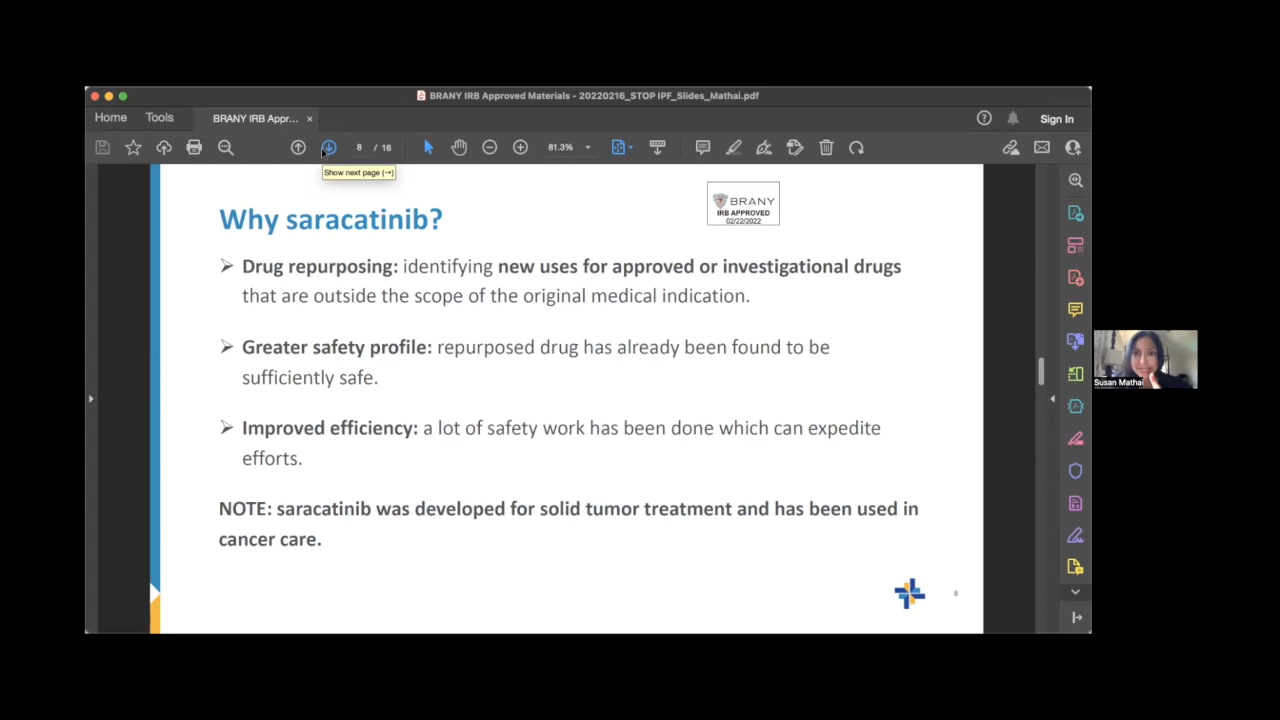 BRANY IRB Approved Materials - 20220216_STOP IPF_Slides_Mathai.pdf
Home
Tools
BRANY IRB Appr...
×
Sign In
8 / 16
81.3%
Show next page (→)
Why saracatinib?
BRANY
IRB APPROVED
02/22/2022
➢ Drug repurposing: identifying new uses for approved or investigational drugs
that are outside the scope of the original medical indication.
➢ Greater safety profile: repurposed drug has already been found to be
sufficiently safe.
➢ Improved efficiency: a lot of safety work has been done which can expedite
efforts.
NOTE: saracatinib was developed for solid tumor treatment and has been used in
cancer care.
8
Susan Mathai